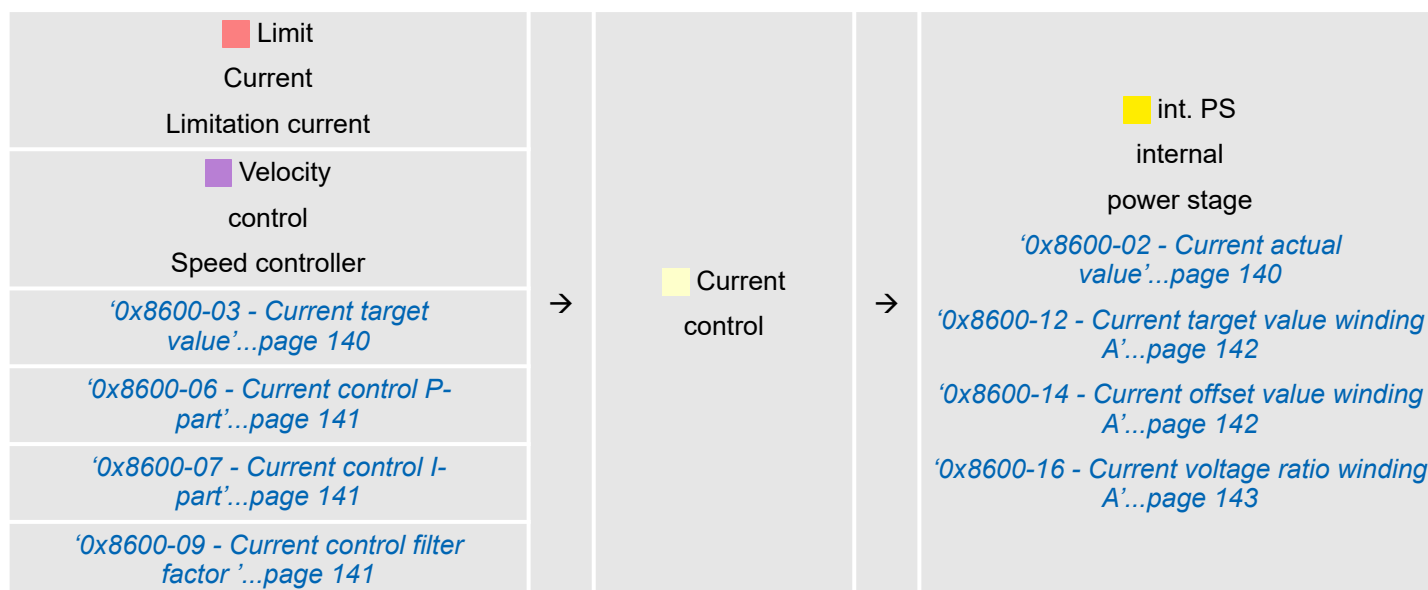 Limit
Current
Limitation current
Velocity
control
Speed controller
‘0x8600-03 - Current target
value’...page 140
‘0x8600-06 - Current control P-
part’...page 141
‘0x8600-07 - Current control I-
part’...page 141
‘0x8600-09 - Current control filter
factor ’...page 141
→
Current
control
→
int. PS
internal
power stage
‘0x8600-02 - Current actual
value’...page 140
‘0x8600-12 - Current target value winding
A’...page 142
‘0x8600-14 - Current offset value winding
A’...page 142
‘0x8600-16 - Current voltage ratio winding
A’...page 143